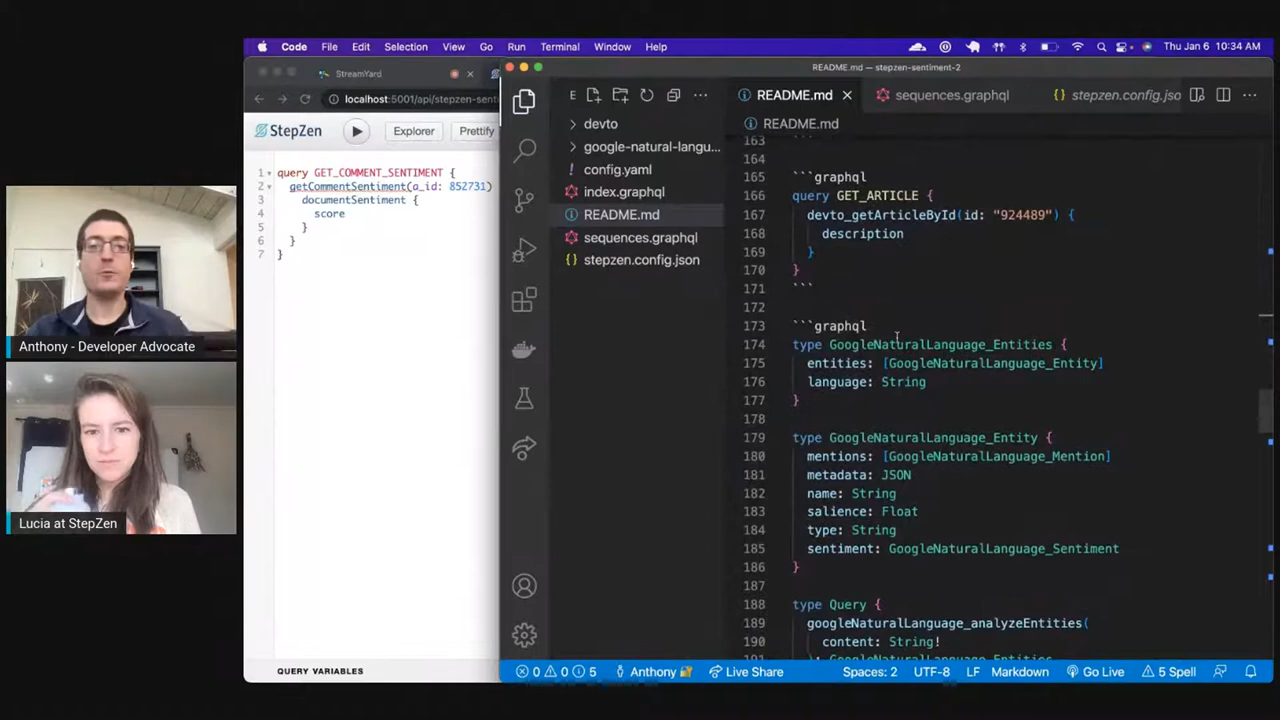 Code File Edit Selection View Go Run Terminal Window Help Thu Jan 6 10:34 AM
StreamYard
localhost:5001/api/stepzen-senti
StepZen Explorer Prettify
1 query GET_COMMENT_SENTIMENT {
2 getCommentSentiment(a_id: 852731)
3 documentSentiment {
4 score
5 }
6 }
7 }
QUERY VARIABLES
README.md — stepzen-sentiment-2
E
README.md sequences.graphql stepzen.config.jso
README.md
devto
google-natural-langu...
config.yaml
index.graphql
README.md
sequences.graphql
stepzen.config.json
163 ```
164
165 ```graphql
166 query GET_ARTICLE {
167 devto_getArticleById(id: "924489") {
168 description
169 }
170 }
171 ```
172
173 ```graphql
174 type GoogleNaturalLanguage_Entities {
175 entities: [GoogleNaturalLanguage_Entity]
176 language: String
177 }
178
179 type GoogleNaturalLanguage_Entity {
180 mentions: [GoogleNaturalLanguage_Mention]
181 metadata: JSON
182 name: String
183 salience: Float
184 type: String
185 sentiment: GoogleNaturalLanguage_Sentiment
186 }
187
188 type Query {
189 googleNaturalLanguage_analyzeEntities(
190 content: String!
191 ): GoogleNaturalLanguage_Entities
0 0 5 Anthony Live Share Spaces: 2 UTF-8 LF Markdown Go Live 5 Spell
Anthony - Developer Advocate
Lucia at StepZen